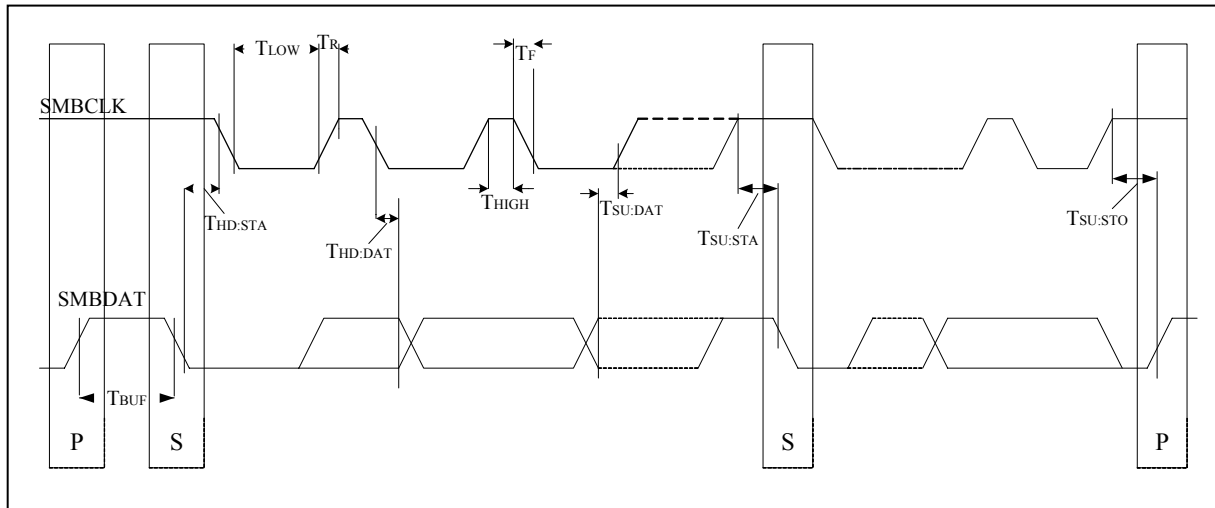 TLOW
TR
TF
SMBCLK
THD:STA
THD:DAT
THIGH
TSU:DAT
TSU:STA
TSU:STO
SMBDAT
TBUF
P
S
S
P